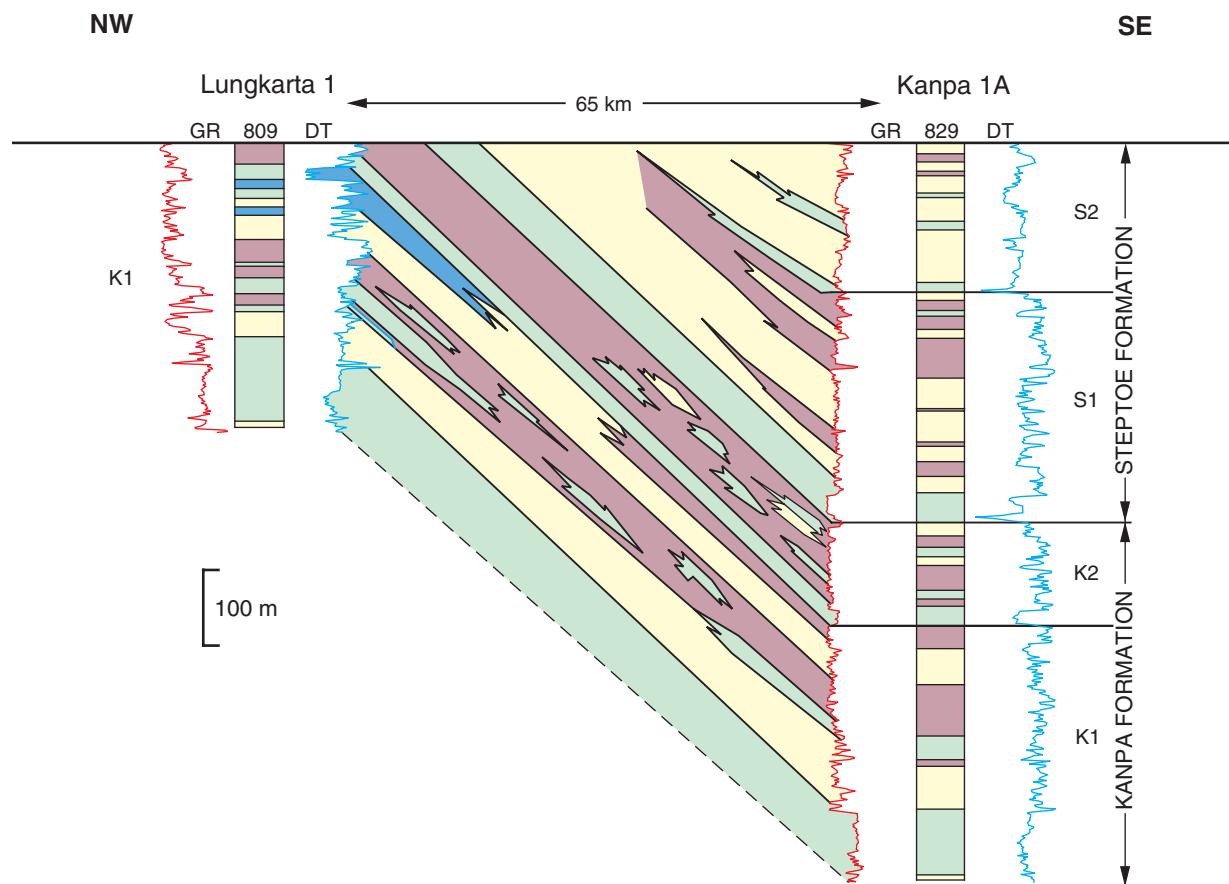 NW
SE
Lungkarta 1
65 km
Kanpa 1A
GR 809 DT
GR 829 DT
S2
K1
STEPTOE FORMATION
S1
K2
100 m
KANPA FORMATION
K1